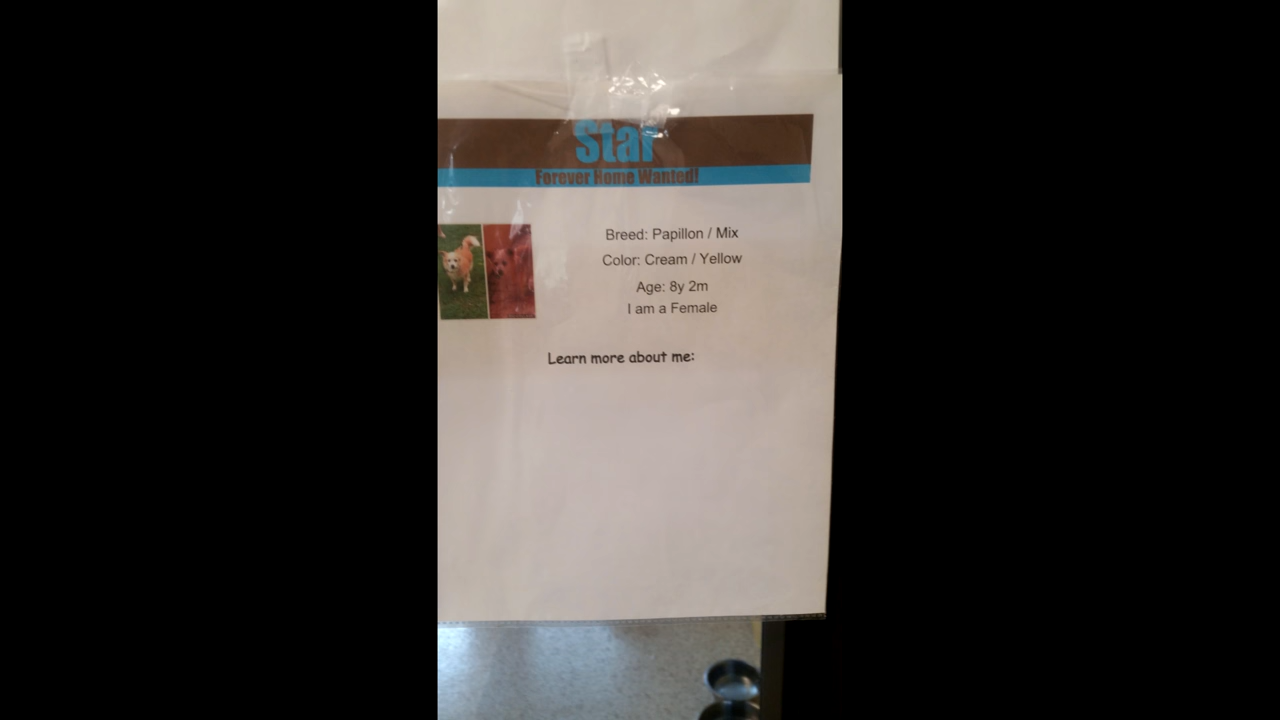 Star
Forever Home Wanted!
Breed: Papillon / Mix
Color: Cream / Yellow
Age: 8y 2m
I am a Female
Learn more about me: